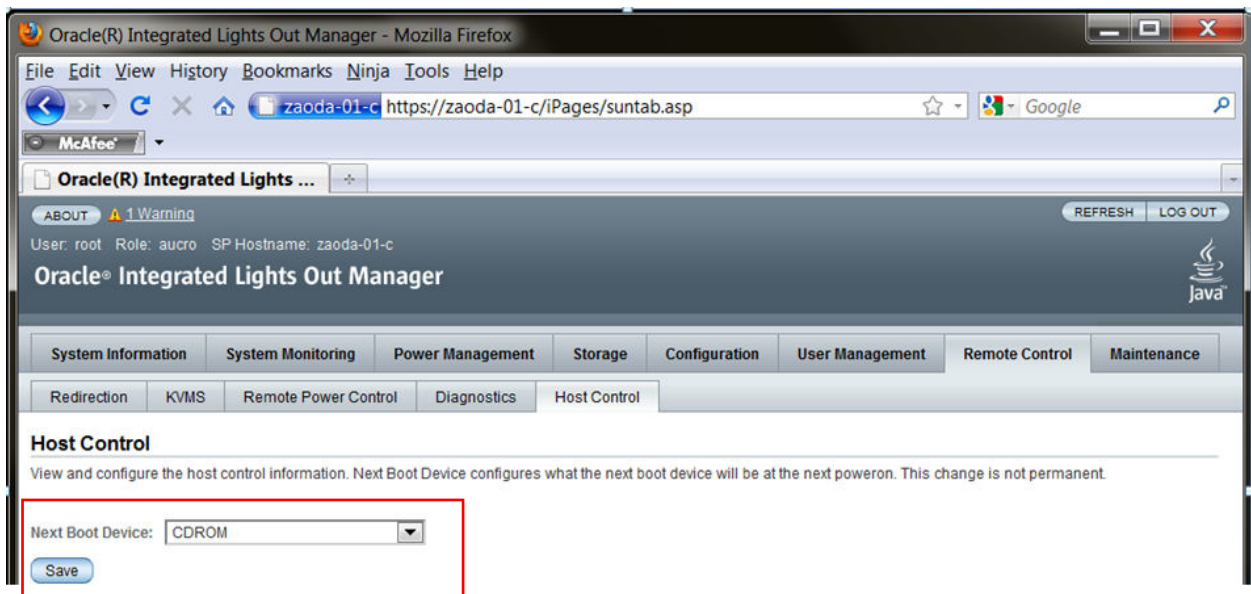 Oracle(R) Integrated Lights Out Manager - Mozilla Firefox
File Edit View History Bookmarks Ninja Tools Help
zaoda-01-c https://zaoda-01-c/iPages/suntab.asp Google
McAfee
Oracle(R) Integrated Lights ...
ABOUT 1 Warning REFRESH LOG OUT
User: root Role: aucro SP Hostname: zaoda-01-c
Oracle® Integrated Lights Out Manager
Java™
System Information System Monitoring Power Management Storage Configuration User Management Remote Control Maintenance
Redirection KVMS Remote Power Control Diagnostics Host Control
Host Control
View and configure the host control information. Next Boot Device configures what the next boot device will be at the next poweron. This change is not permanent.
Next Boot Device: CDROM
Save